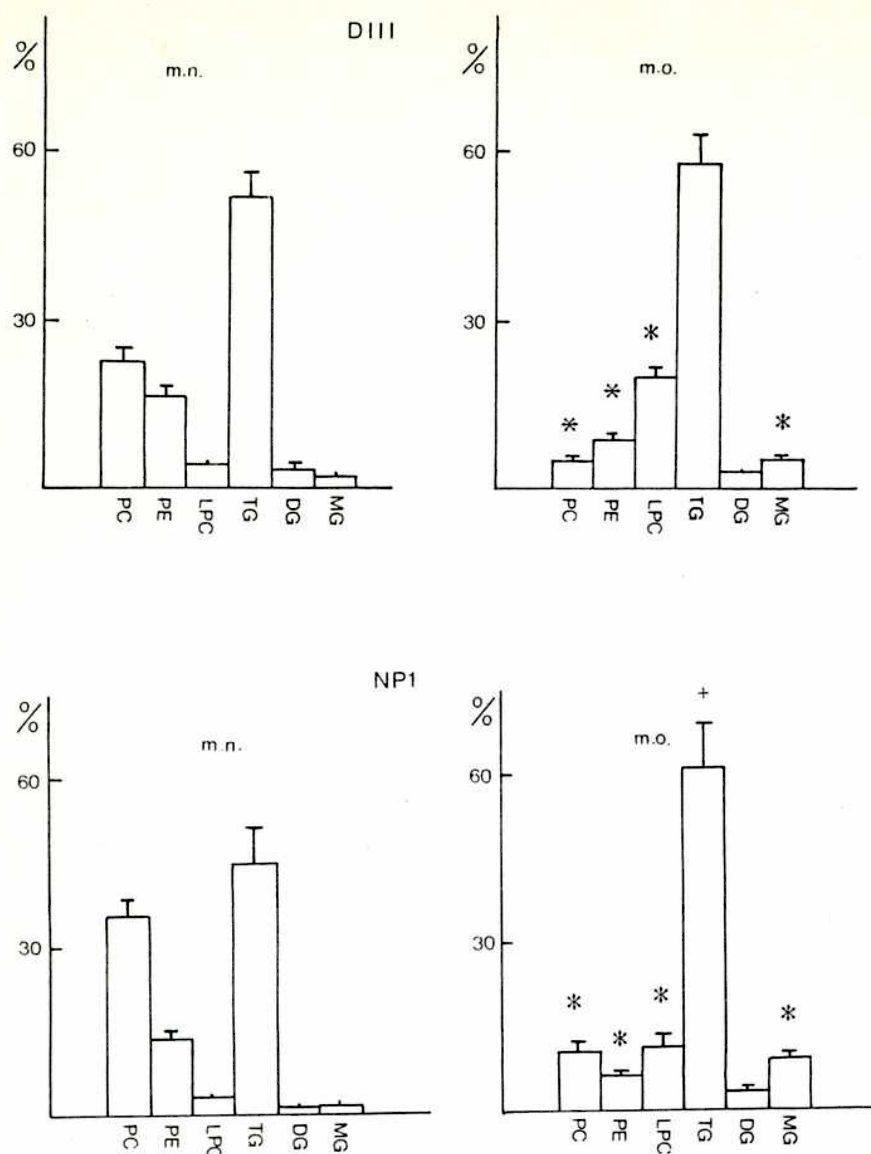 DIII
%
m.n.
60
30
PC PE LPC TG DG MG
%
m.o.
60
30
* * * *
PC PE LPC TG DG MG
NP1
%
m.n.
60
30
PC PE LPC TG DG MG
%
m.o.
+
60
30
* * * *
PC PE LPC TG DG MG